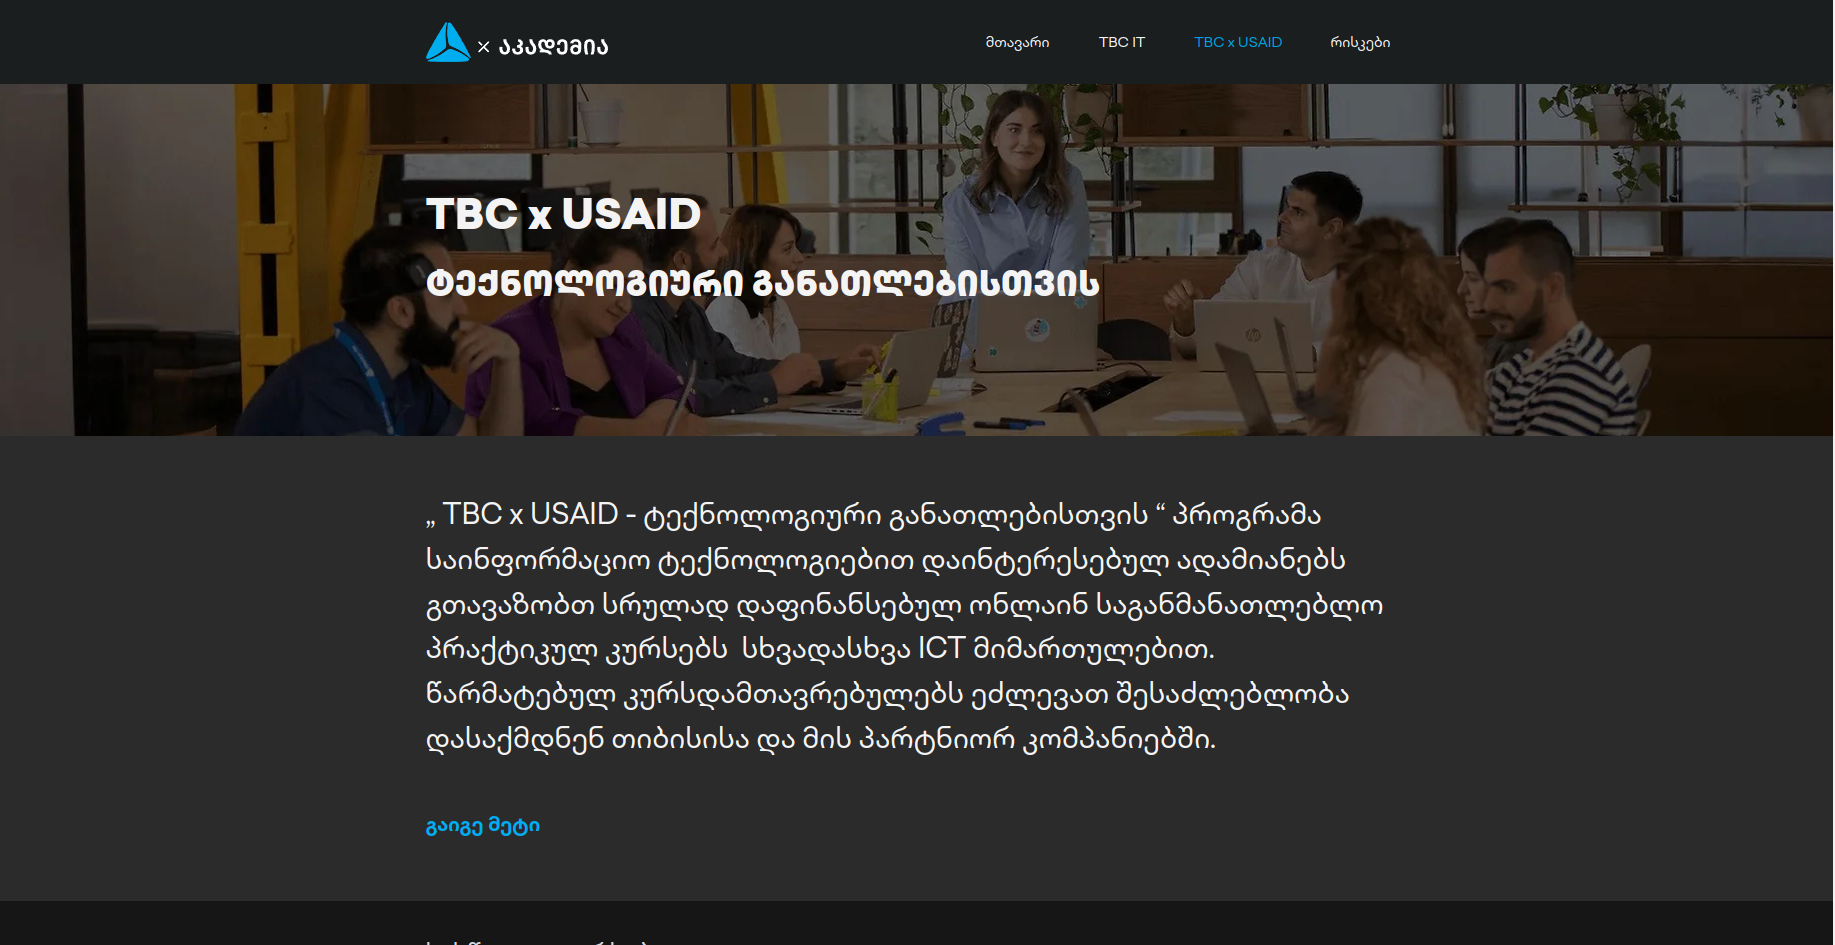 × აკადემია
მთავარი
TBC IT
TBC x USAID
რისკები
TBC x USAID
ტექნოლოგიური განათლებისთვის
„ TBC x USAID - ტექნოლოგიური განათლებისთვის “ პროგრამა
საინფორმაციო ტექნოლოგიებით დაინტერესებულ ადამიანებს
გთავაზობთ სრულად დაფინანსებულ ონლაინ საგანმანათლებლო
პრაქტიკულ კურსებს  სხვადასხვა ICT მიმართულებით.
წარმატებულ კურსდამთავრებულებს ეძლევათ შესაძლებლობა
დასაქმდნენ თიბისისა და მის პარტნიორ კომპანიებში.
გაიგე მეტი